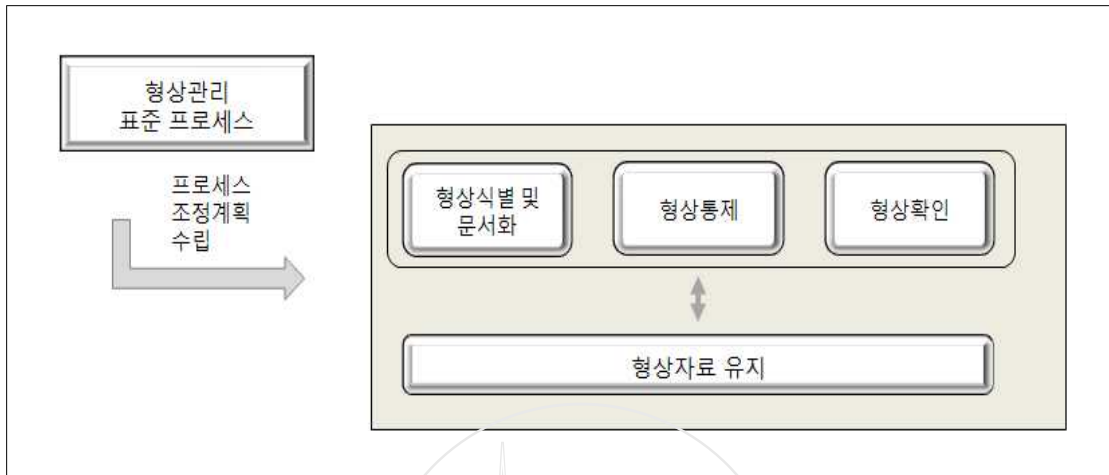 형상관리
표준 프로세스
프로세스
조정계획
수립
형상식별 및
문서화
형상통제
형상확인
형상자료 유지